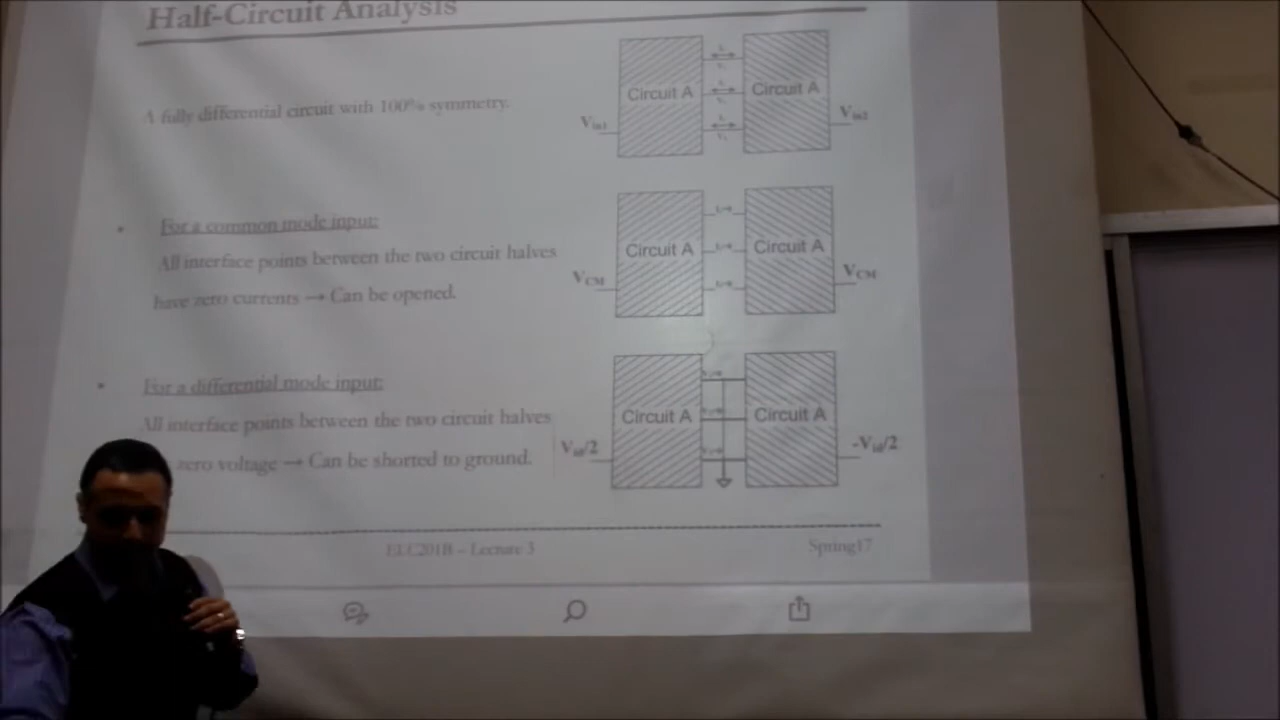 Half-Circuit Analysis
A fully differential circuit with 100% symmetry.
Circuit A
Circuit A
Vin1
Vin2
For a common mode input:
All interface points between the two circuit halves
have zero currents → Can be opened.
Circuit A
Circuit A
VCM
VCM
For a differential mode input:
All interface points between the two circuit halves
zero voltage → Can be shorted to ground.
Circuit A
Circuit A
Vid/2
-Vid/2
Lecture 3
Spring17